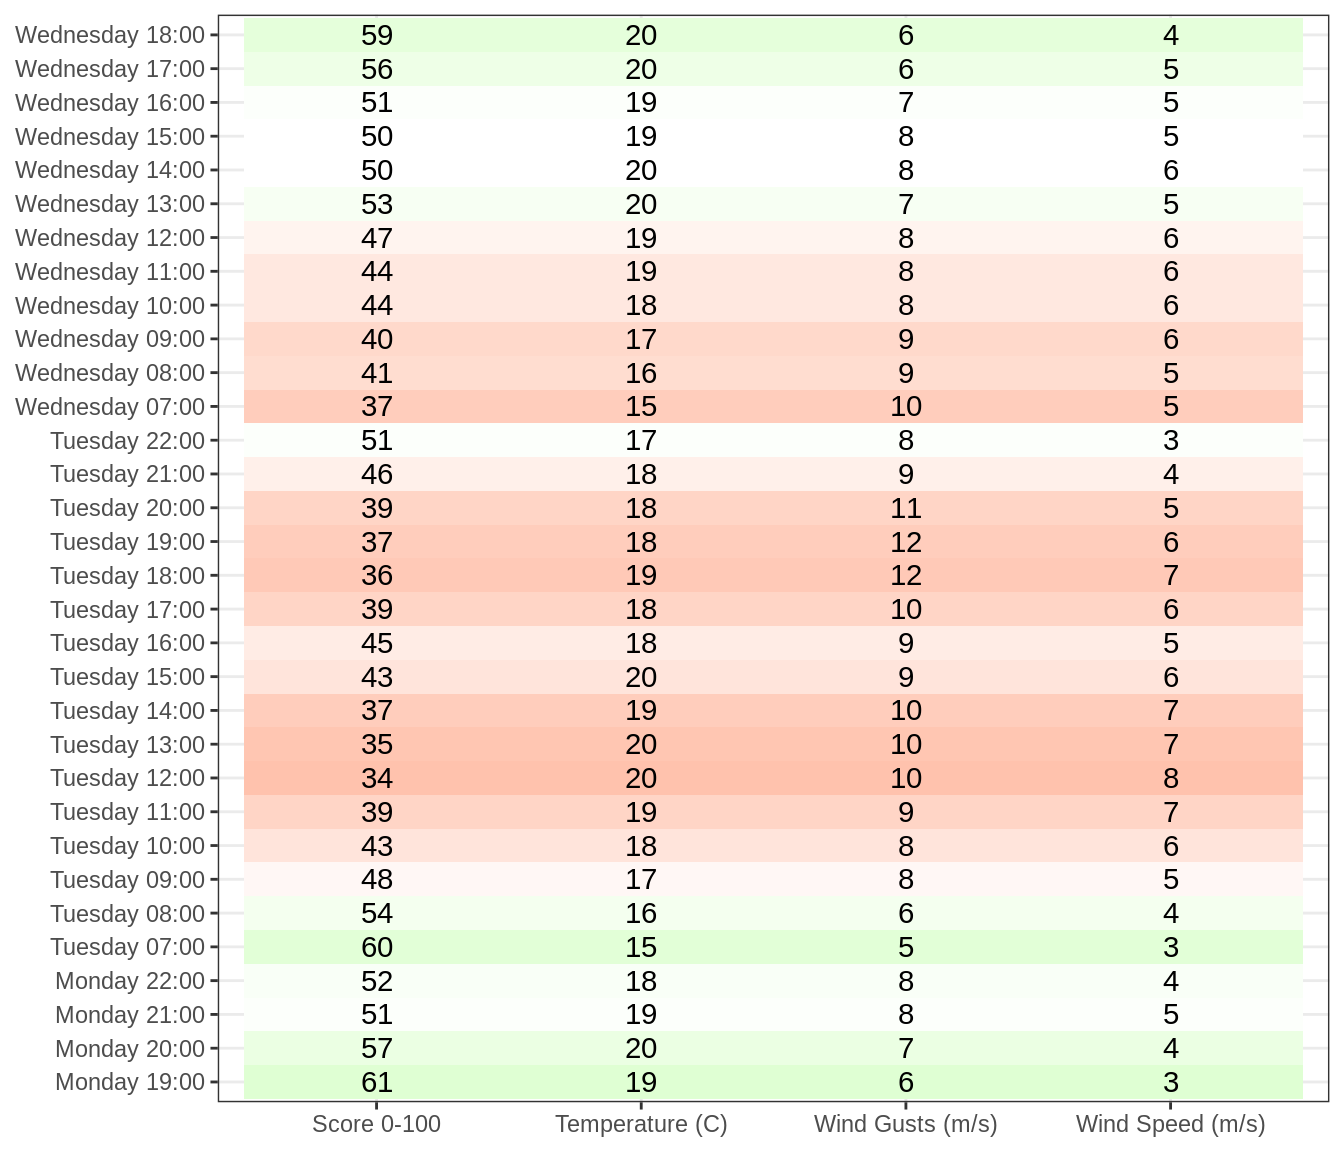 Wednesday 18:00 59 20 6 4
Wednesday 17:00 56 20 6 5
Wednesday 16:00 51 19 7 5
Wednesday 15:00 50 19 8 5
Wednesday 14:00 50 20 8 6
Wednesday 13:00 53 20 7 5
Wednesday 12:00 47 19 8 6
Wednesday 11:00 44 19 8 6
Wednesday 10:00 44 18 8 6
Wednesday 09:00 40 17 9 6
Wednesday 08:00 41 16 9 5
Wednesday 07:00 37 15 10 5
Tuesday 22:00 51 17 8 3
Tuesday 21:00 46 18 9 4
Tuesday 20:00 39 18 11 5
Tuesday 19:00 37 18 12 6
Tuesday 18:00 36 19 12 7
Tuesday 17:00 39 18 10 6
Tuesday 16:00 45 18 9 5
Tuesday 15:00 43 20 9 6
Tuesday 14:00 37 19 10 7
Tuesday 13:00 35 20 10 7
Tuesday 12:00 34 20 10 8
Tuesday 11:00 39 19 9 7
Tuesday 10:00 43 18 8 6
Tuesday 09:00 48 17 8 5
Tuesday 08:00 54 16 6 4
Tuesday 07:00 60 15 5 3
Monday 22:00 52 18 8 4
Monday 21:00 51 19 8 5
Monday 20:00 57 20 7 4
Monday 19:00 61 19 6 3
Score 0-100 Temperature (C) Wind Gusts (m/s) Wind Speed (m/s)